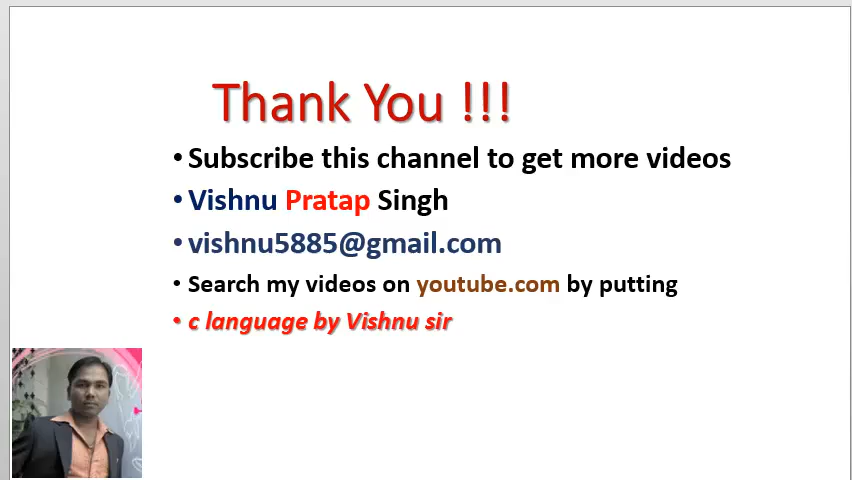 Thank You !!!
• Subscribe this channel to get more videos
• Vishnu Pratap Singh
• vishnu5885@gmail.com
• Search my videos on youtube.com by putting
• c language by Vishnu sir